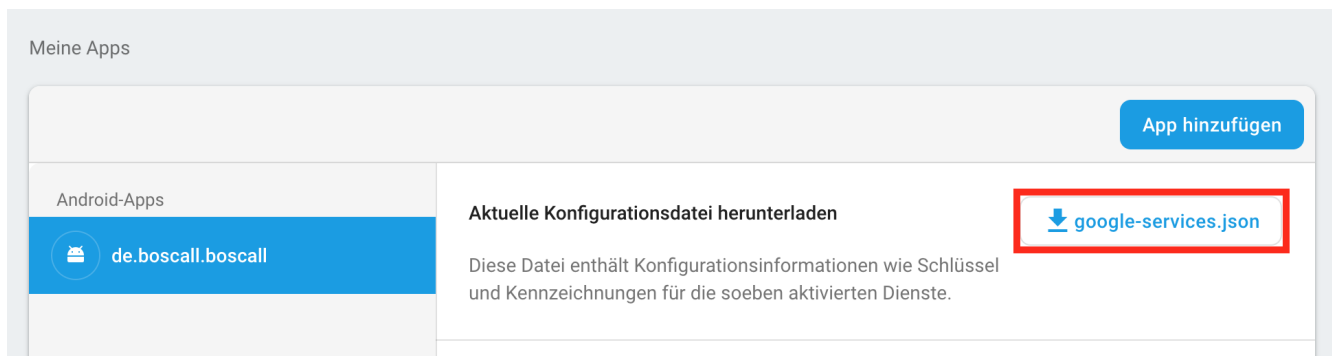 Meine Apps
App hinzufügen
Android-Apps
de.boscall.boscall
Aktuelle Konfigurationsdatei herunterladen
google-services.json
Diese Datei enthält Konfigurationsinformationen wie Schlüssel
und Kennzeichnungen für die soeben aktivierten Dienste.